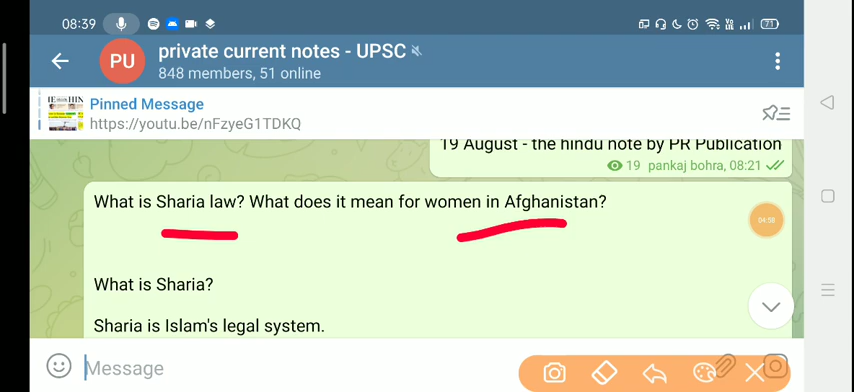 08:39
71
PU
private current notes - UPSC
848 members, 51 online
Pinned Message
https://youtu.be/nFzyeG1TDKQ
19 August - the hindu note by PR Publication
19 pankaj bohra, 08:21
What is Sharia law? What does it mean for women in Afghanistan?
04:58
What is Sharia?
Sharia is Islam's legal system.
Message